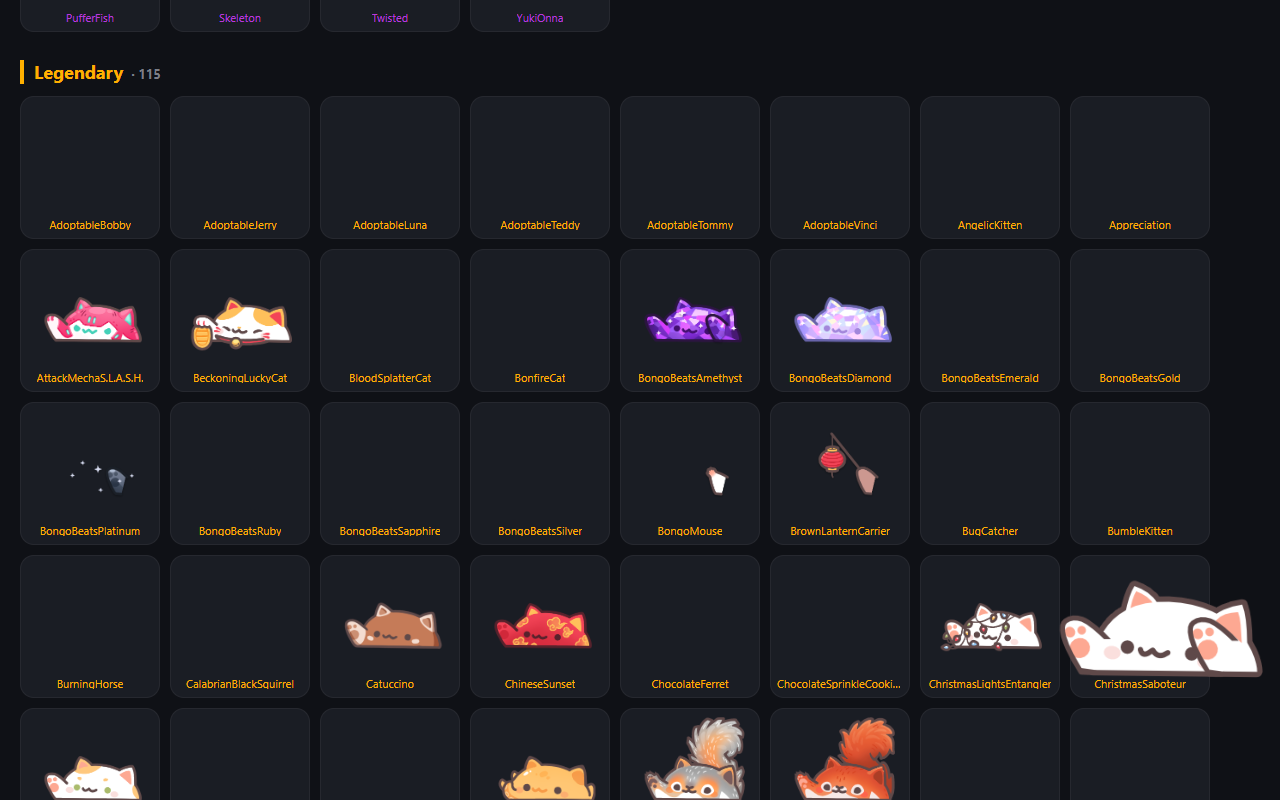 PufferFish
Skeleton
Twisted
YukiOnna
Legendary · 115
AdoptableBobby
AdoptableJerry
AdoptableLuna
AdoptableTeddy
AdoptableTommy
AdoptableVinci
AngelicKitten
Appreciation
AttackMechaS.L.A.S.H.
BeckoningLuckyCat
BloodSplatterCat
BonfireCat
BongoBeatsAmethyst
BongoBeatsDiamond
BongoBeatsEmerald
BongoBeatsGold
BongoBeatsPlatinum
BongoBeatsRuby
BongoBeatsSapphire
BongoBeatsSilver
BongoMouse
BrownLanternCarrier
BugCatcher
BumbleKitten
BurningHorse
CalabrianBlackSquirrel
Catuccino
ChineseSunset
ChocolateFerret
ChocolateSprinkleCooki...
ChristmasLightsEntangler
ChristmasSaboteur